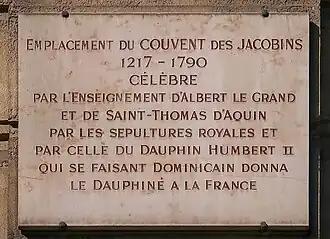 EMPLACEMENT DU COUVENT DES JACOBINS
1217 - 1790
CÉLÈBRE
PAR L'ENSEIGNEMENT D'ALBERT LE GRAND
ET DE SAINT-THOMAS D'AQUIN
PAR LES SEPULTURES ROYALES ET
PAR CELLE DU DAUPHIN HUMBERT II
QUI SE FAISANT DOMINICAIN DONNA
LE DAUPHINÉ A LA FRANCE